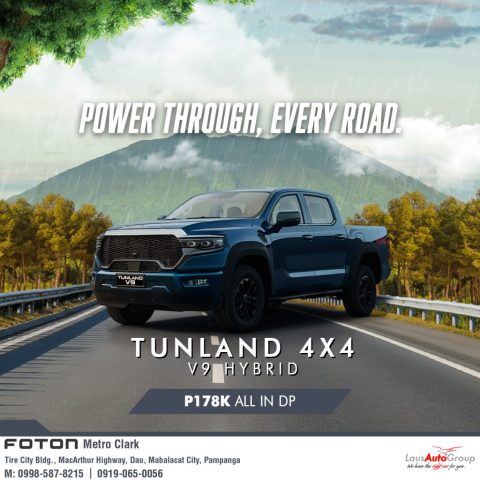 POWER THROUGH, EVERY ROAD.
TUNLAND
V9
TUNLAND 4X4
V9 HYBRID
₱178K ALL IN DP
FOTON Metro Clark
Tire City Bldg., MacArthur Highway, Dau, Mabalacat City, Pampanga
M: 0998-587-8215 | 0919-065-0056
LausAutoGroup
We have the right car for you.